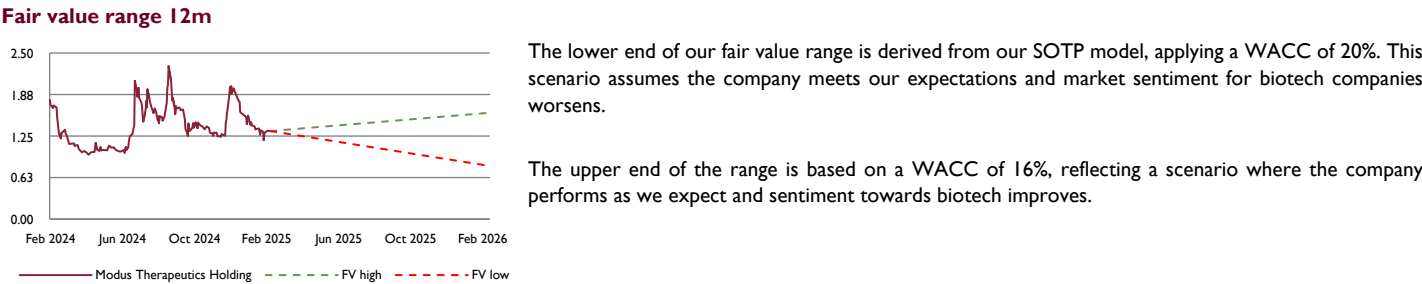 Fair value range 12m
2.50
1.88
1.25
0.63
0.00
Feb 2024 Jun 2024 Oct 2024 Feb 2025 Jun 2025 Oct 2025 Feb 2026
Modus Therapeutics Holding FV high FV low
The lower end of our fair value range is derived from our SOTP model, applying a WACC of 20%. This
scenario assumes the company meets our expectations and market sentiment for biotech companies
worsens.
The upper end of the range is based on a WACC of 16%, reflecting a scenario where the company
performs as we expect and sentiment towards biotech improves.